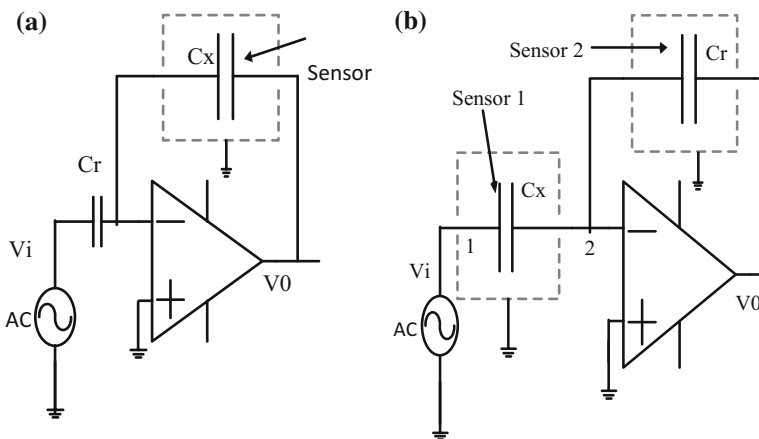 (a)
Cx
Sensor
Cr
Vi
AC
V0
(b)
Sensor 2
Cr
Sensor 1
Cx
1
2
Vi
AC
V0